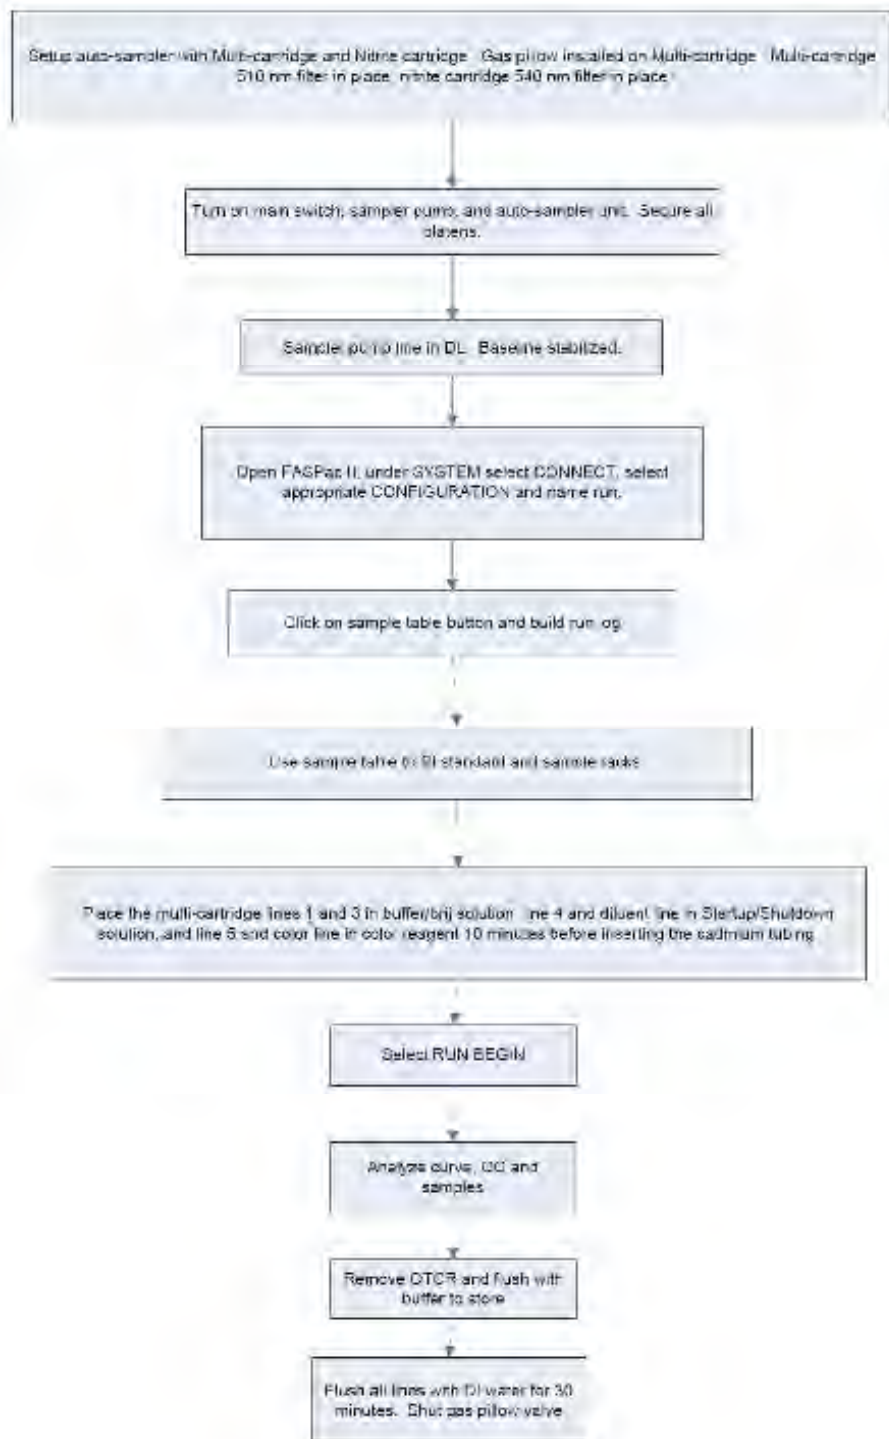 Setup auto-sampler with Multi-cartridge and Nitrite cartridge. Gas pillow installed on Multi-cartridge. Multi-cartridge
510 nm filter in place, nitrite cartridge 540 nm filter in place
Turn on main switch, sampler pump, and auto-sampler unit. Secure all
platens.
Sampler pump line in DI. Baseline stabilized.
Open FASPac II, under SYSTEM select CONNECT, select
appropriate CONFIGURATION and name run.
Click on sample table button and build run log
Use sample table to fill standard and sample racks
Place the multi-cartridge lines 1 and 3 in buffer/brij solution, line 4 and diluent line in Startup/Shutdown
solution, and line 5 and color line in color reagent 10 minutes before inserting the cadmium tubing
Select RUN BEGIN
Analyze curve, QC and
samples
Remove OTCR and flush with
buffer to store
Flush all lines with DI water for 30
minutes. Shut gas pillow valve